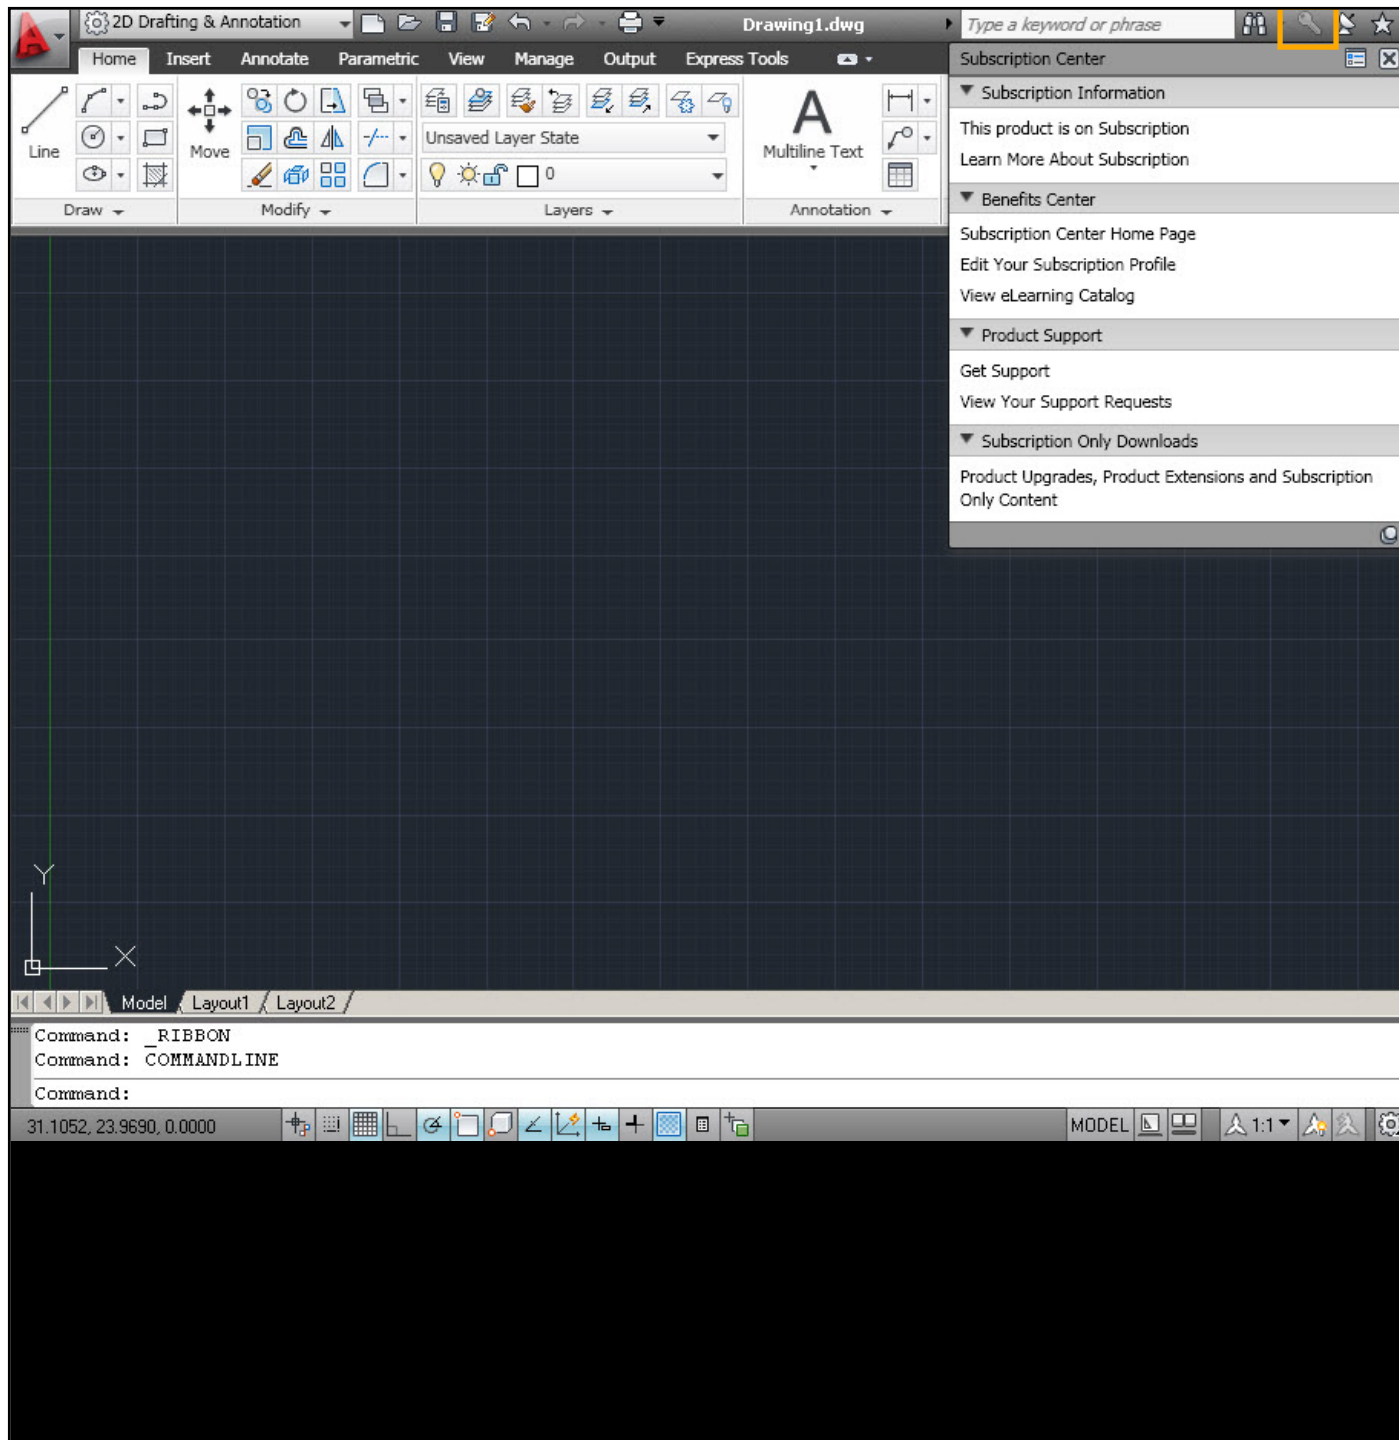 2D Drafting & Annotation
Drawing1.dwg
Type a keyword or phrase
Home Insert Annotate Parametric View Manage Output Express Tools
Line
Move
Unsaved Layer State
0
Multiline Text
Draw
Modify
Layers
Annotation
Subscription Center
Subscription Information
This product is on Subscription
Learn More About Subscription
Benefits Center
Subscription Center Home Page
Edit Your Subscription Profile
View eLearning Catalog
Product Support
Get Support
View Your Support Requests
Subscription Only Downloads
Product Upgrades, Product Extensions and Subscription
Only Content
Y
X
Model Layout1 Layout2
Command: _RIBBON
Command: COMMANDLINE
Command:
31.1052, 23.9690, 0.0000
MODEL
1:1